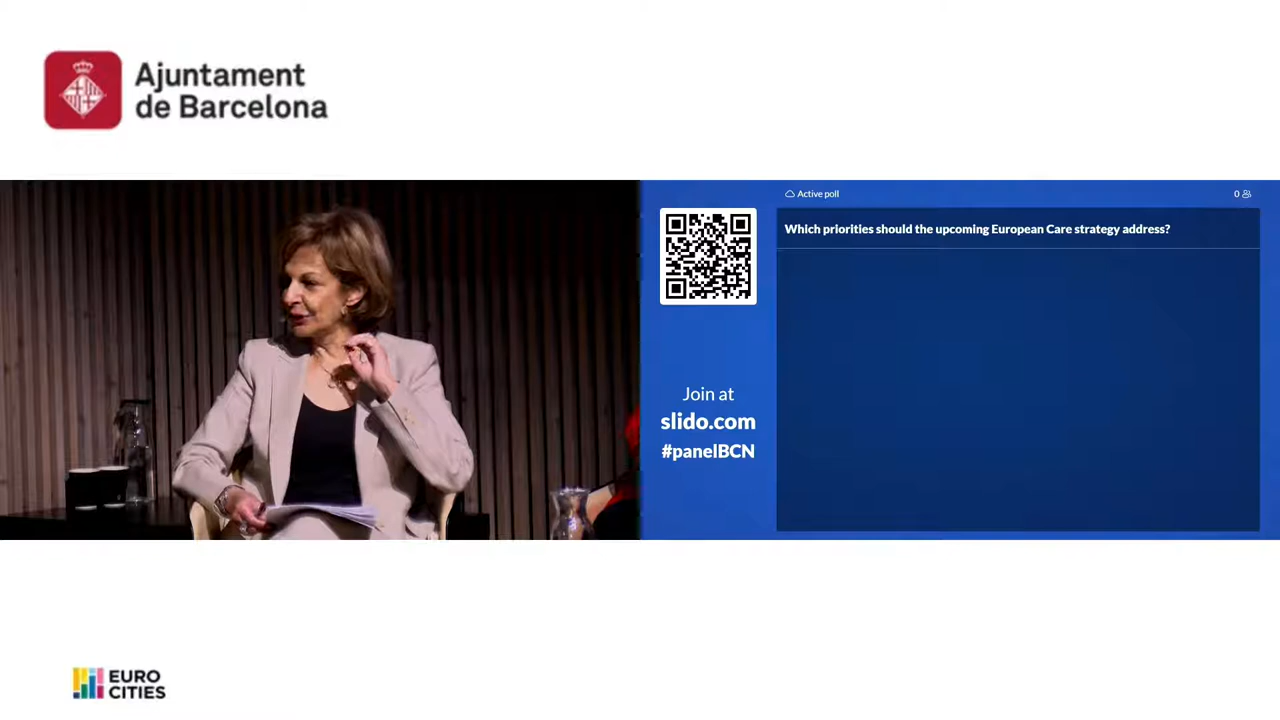 Ajuntament
de Barcelona
Active poll
0
Which priorities should the upcoming European Care strategy address?
Join at
slido.com
#panelBCN
EURO
CITIES